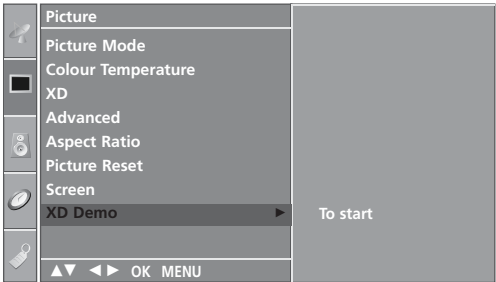 Picture
Picture Mode
Colour Temperature
XD
Advanced
Aspect Ratio
Picture Reset
Screen
XD Demo ► To start
▲▼ ◄► OK MENU